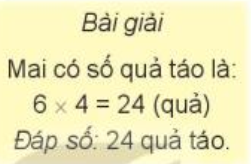 Bài giải
Mai có số quả táo là:
6 × 4 = 24 (quả)
Đáp số: 24 quả táo.